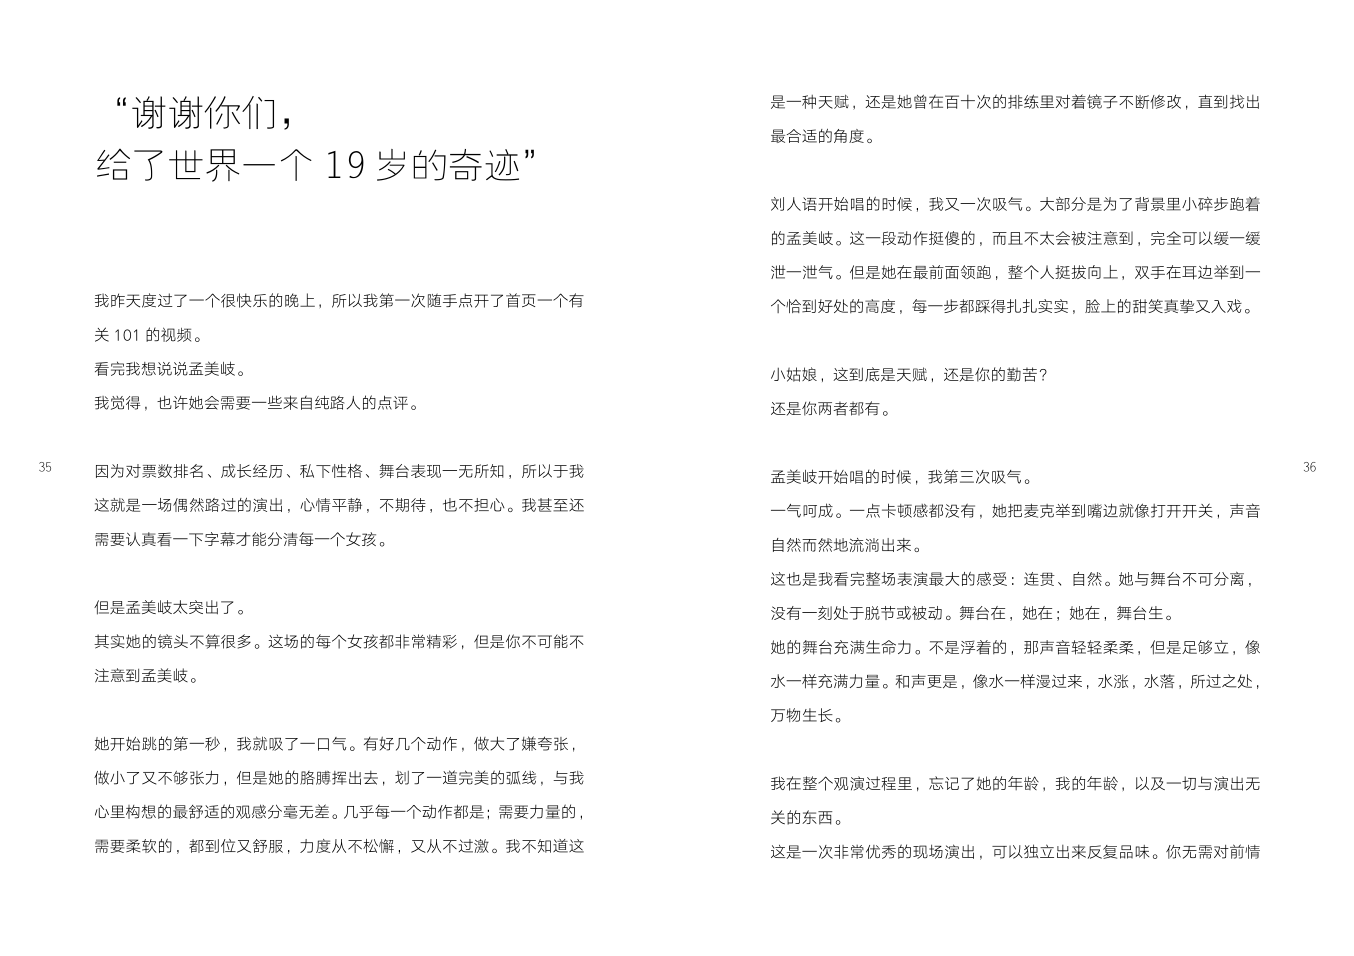 “谢谢你们，
给了世界一个 19 岁的奇迹”
我昨天度过了一个很快乐的晚上，所以我第一次随手点开了首页一个有
关 101 的视频。
看完我想说说孟美岐。
我觉得，也许她会需要一些来自纯路人的点评。
35
因为对票数排名、成长经历、私下性格、舞台表现一无所知，所以于我
这就是一场偶然路过的演出，心情平静，不期待，也不担心。我甚至还
需要认真看一下字幕才能分清每一个女孩。
但是孟美岐太突出了。
其实她的镜头不算很多。这场的每个女孩都非常精彩，但是你不可能不
注意到孟美岐。
她开始跳的第一秒，我就吸了一口气。有好几个动作，做大了嫌夸张，
做小了又不够张力，但是她的胳膊挥出去，划了一道完美的弧线，与我
心里构想的最舒适的观感分毫无差。几乎每一个动作都是；需要力量的，
需要柔软的，都到位又舒服，力度从不松懈，又从不过激。我不知道这
是一种天赋，还是她曾在百十次的排练里对着镜子不断修改，直到找出
最合适的角度。
刘人语开始唱的时候，我又一次吸气。大部分是为了背景里小碎步跑着
的孟美岐。这一段动作挺傻的，而且不太会被注意到，完全可以缓一缓
泄一泄气。但是她在最前面领跑，整个人挺拔向上，双手在耳边举到一
个恰到好处的高度，每一步都踩得扎扎实实，脸上的甜笑真挚又入戏。
小姑娘，这到底是天赋，还是你的勤苦？
还是你两者都有。
36
孟美岐开始唱的时候，我第三次吸气。
一气呵成。一点卡顿感都没有，她把麦克举到嘴边就像打开开关，声音
自然而然地流淌出来。
这也是我看完整场表演最大的感受：连贯、自然。她与舞台不可分离，
没有一刻处于脱节或被动。舞台在，她在；她在，舞台生。
她的舞台充满生命力。不是浮着的，那声音轻轻柔柔，但是足够立，像
水一样充满力量。和声更是，像水一样漫过来，水涨，水落，所过之处，
万物生长。
我在整个观演过程里，忘记了她的年龄，我的年龄，以及一切与演出无
关的东西。
这是一次非常优秀的现场演出，可以独立出来反复品味。你无需对前情